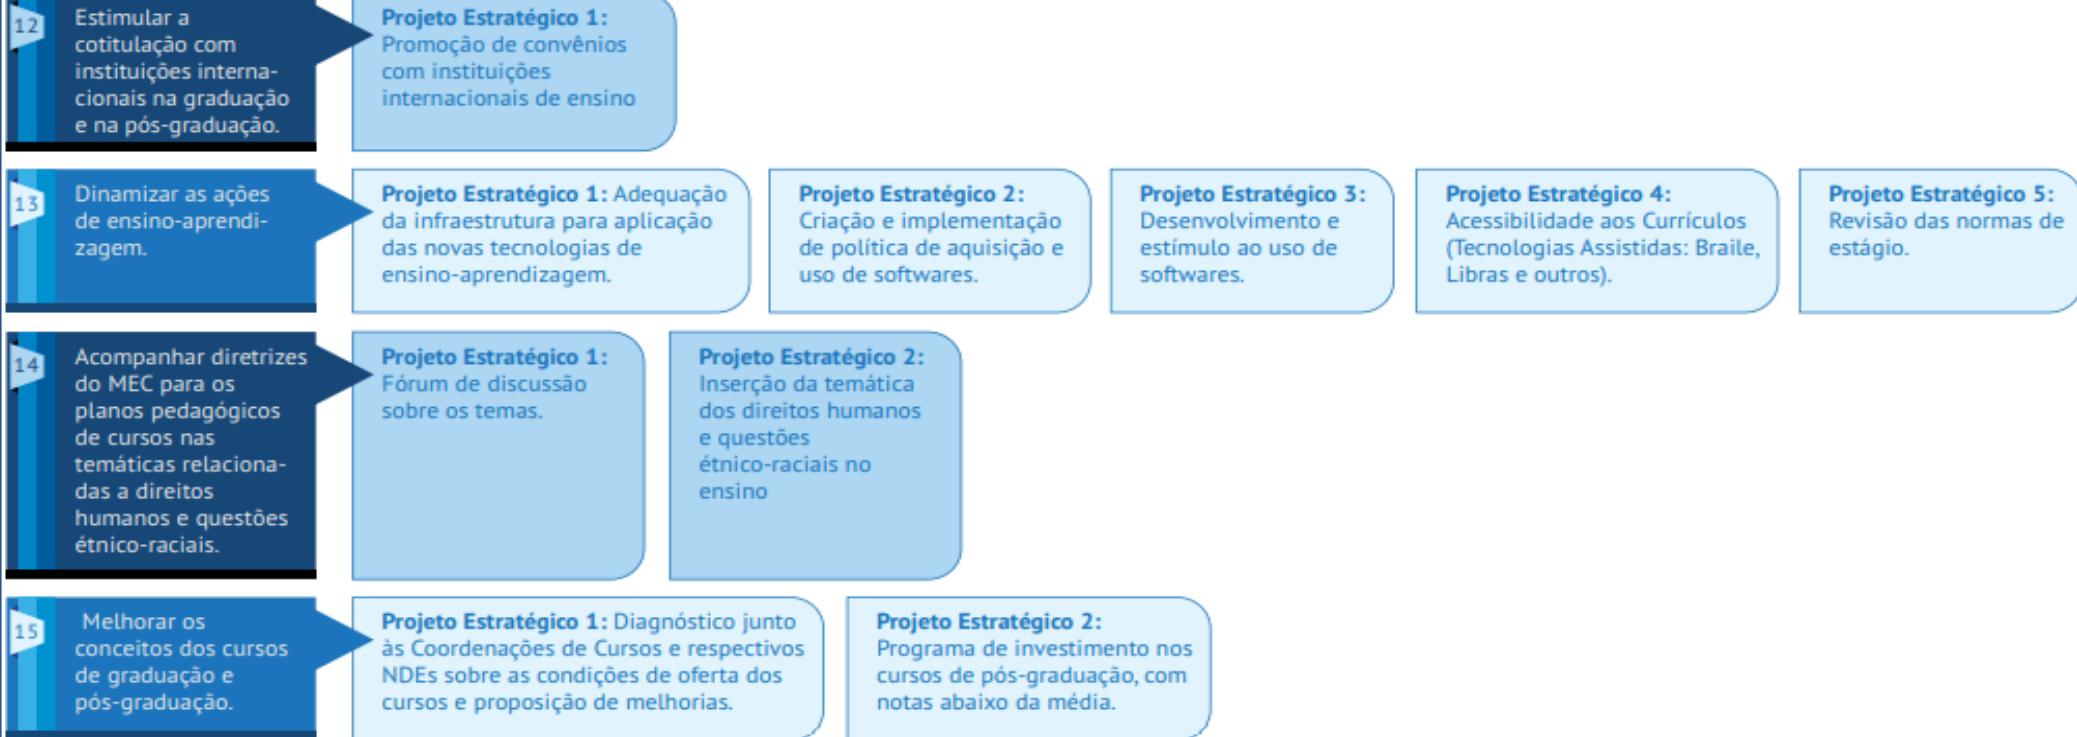 12
Estimular a
cotitulação com
instituições interna-
cionais na graduação
e na pós-graduação.
Projeto Estratégico 1:
Promoção de convênios
com instituições
internacionais de ensino
13
Dinamizar as ações
de ensino-aprendi-
zagem.
Projeto Estratégico 1: Adequação
da infraestrutura para aplicação
das novas tecnologias de
ensino-aprendizagem.
Projeto Estratégico 2:
Criação e implementação
de política de aquisição e
uso de softwares.
Projeto Estratégico 3:
Desenvolvimento e
estímulo ao uso de
softwares.
Projeto Estratégico 4:
Acessibilidade aos Currículos
(Tecnologias Assistidas: Braile,
Libras e outros).
Projeto Estratégico 5:
Revisão das normas de
estágio.
14
Acompanhar diretrizes
do MEC para os
planos pedagógicos
de cursos nas
temáticas relaciona-
das a direitos
humanos e questões
étnico-raciais.
Projeto Estratégico 1:
Fórum de discussão
sobre os temas.
Projeto Estratégico 2:
Inserção da temática
dos direitos humanos
e questões
étnico-raciais no
ensino
15
Melhorar os
conceitos dos cursos
de graduação e
pós-graduação.
Projeto Estratégico 1: Diagnóstico junto
às Coordenações de Cursos e respectivos
NDEs sobre as condições de oferta dos
cursos e proposição de melhorias.
Projeto Estratégico 2:
Programa de investimento nos
cursos de pós-graduação, com
notas abaixo da média.